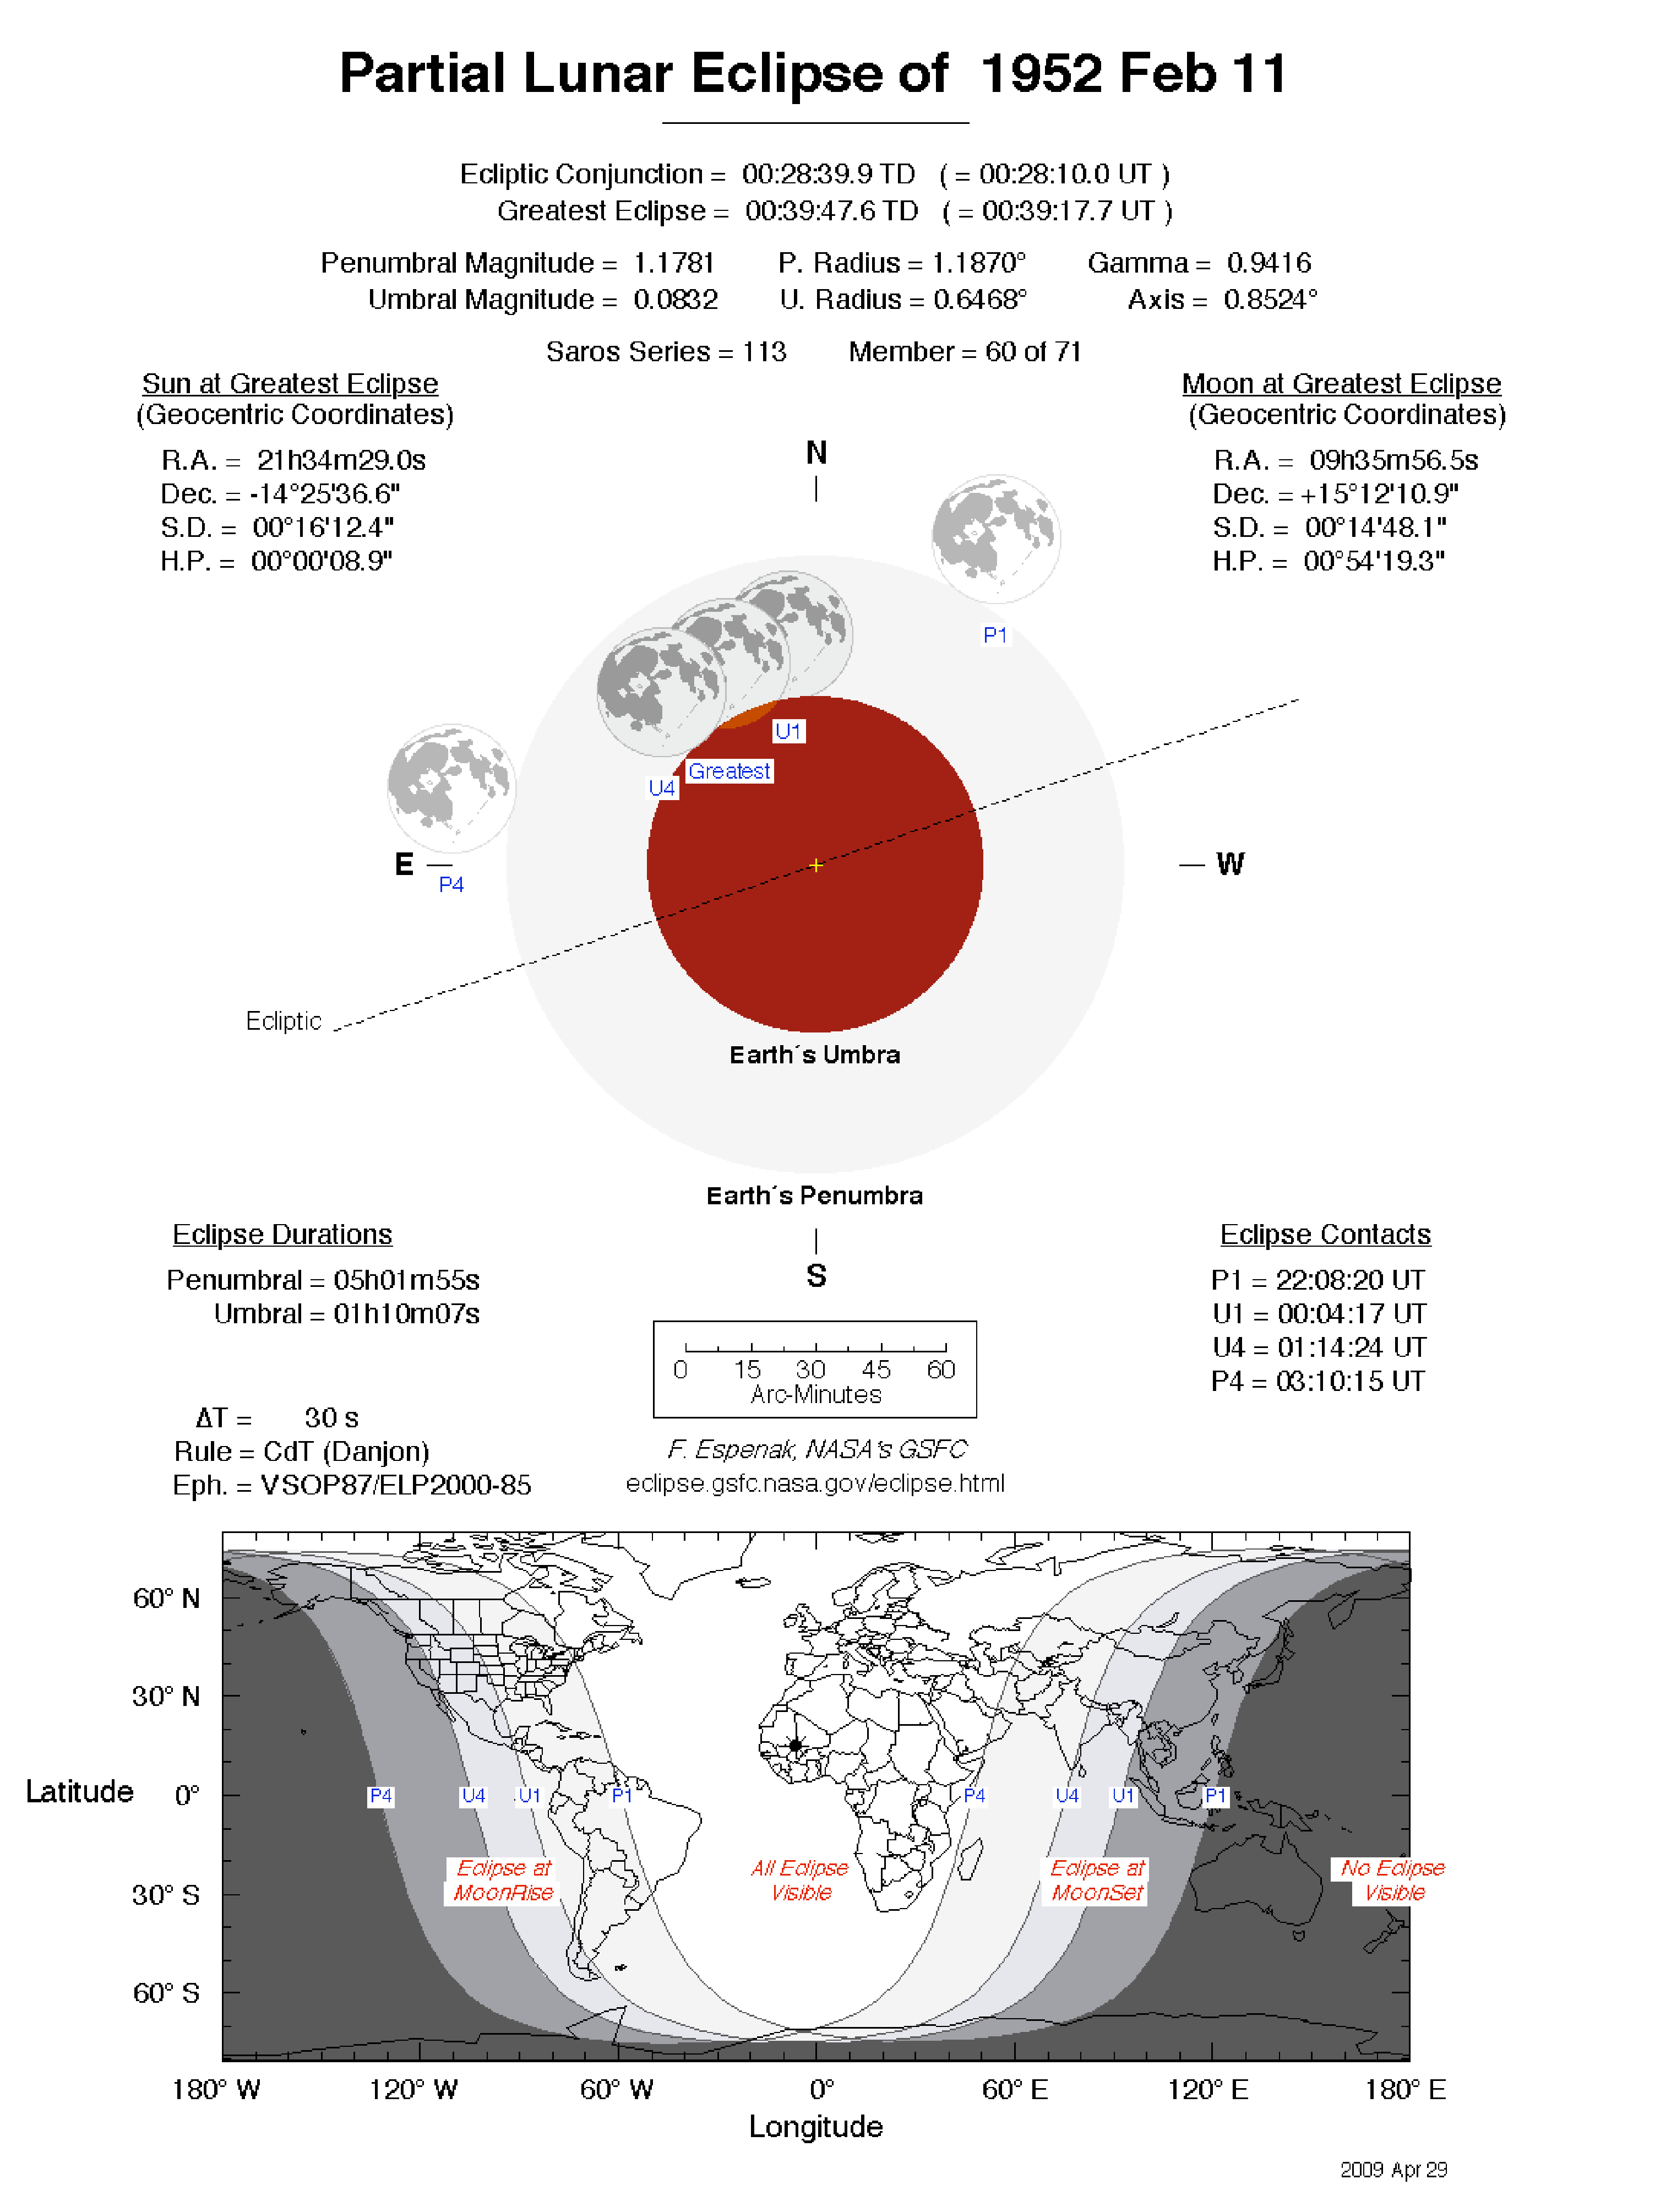 Partial Lunar Eclipse of 1952 Feb 11
Ecliptic Conjunction = 00:28:39.9 TD ( = 00:28:10.0 UT )
Greatest Eclipse = 00:39:47.6 TD ( = 00:39:17.7 UT )
Penumbral Magnitude = 1.1781 P. Radius = 1.1870° Gamma = 0.9416
Umbral Magnitude = 0.0832 U. Radius = 0.6468° Axis = 0.8524°
Saros Series = 113 Member = 60 of 71
Sun at Greatest Eclipse
(Geocentric Coordinates)
R.A. = 21h34m29.0s
Dec. = -14°25'36.6"
S.D. = 00°16'12.4"
H.P. = 00°00'08.9"
Moon at Greatest Eclipse
(Geocentric Coordinates)
R.A. = 09h35m56.5s
Dec. = +15°12'10.9"
S.D. = 00°14'48.1"
H.P. = 00°54'19.3"
N
P1
U1
Greatest
U4
E
W
P4
Ecliptic
Earth´s Umbra
Earth´s Penumbra
S
Eclipse Durations
Penumbral = 05h01m55s
Umbral = 01h10m07s
Eclipse Contacts
P1 = 22:08:20 UT
U1 = 00:04:17 UT
U4 = 01:14:24 UT
P4 = 03:10:15 UT
0 15 30 45 60
Arc-Minutes
ΔT = 30 s
Rule = CdT (Danjon)
Eph. = VSOP87/ELP2000-85
F. Espenak, NASA's GSFC
eclipse.gsfc.nasa.gov/eclipse.html
60° N
30° N
Latitude 0°
30° S
60° S
P4 U4 U1 P1 P4 U4 U1 P1
Eclipse at
MoonRise
All Eclipse
Visible
Eclipse at
MoonSet
No Eclipse
Visible
180° W 120° W 60° W 0° 60° E 120° E 180° E
Longitude
2009 Apr 29